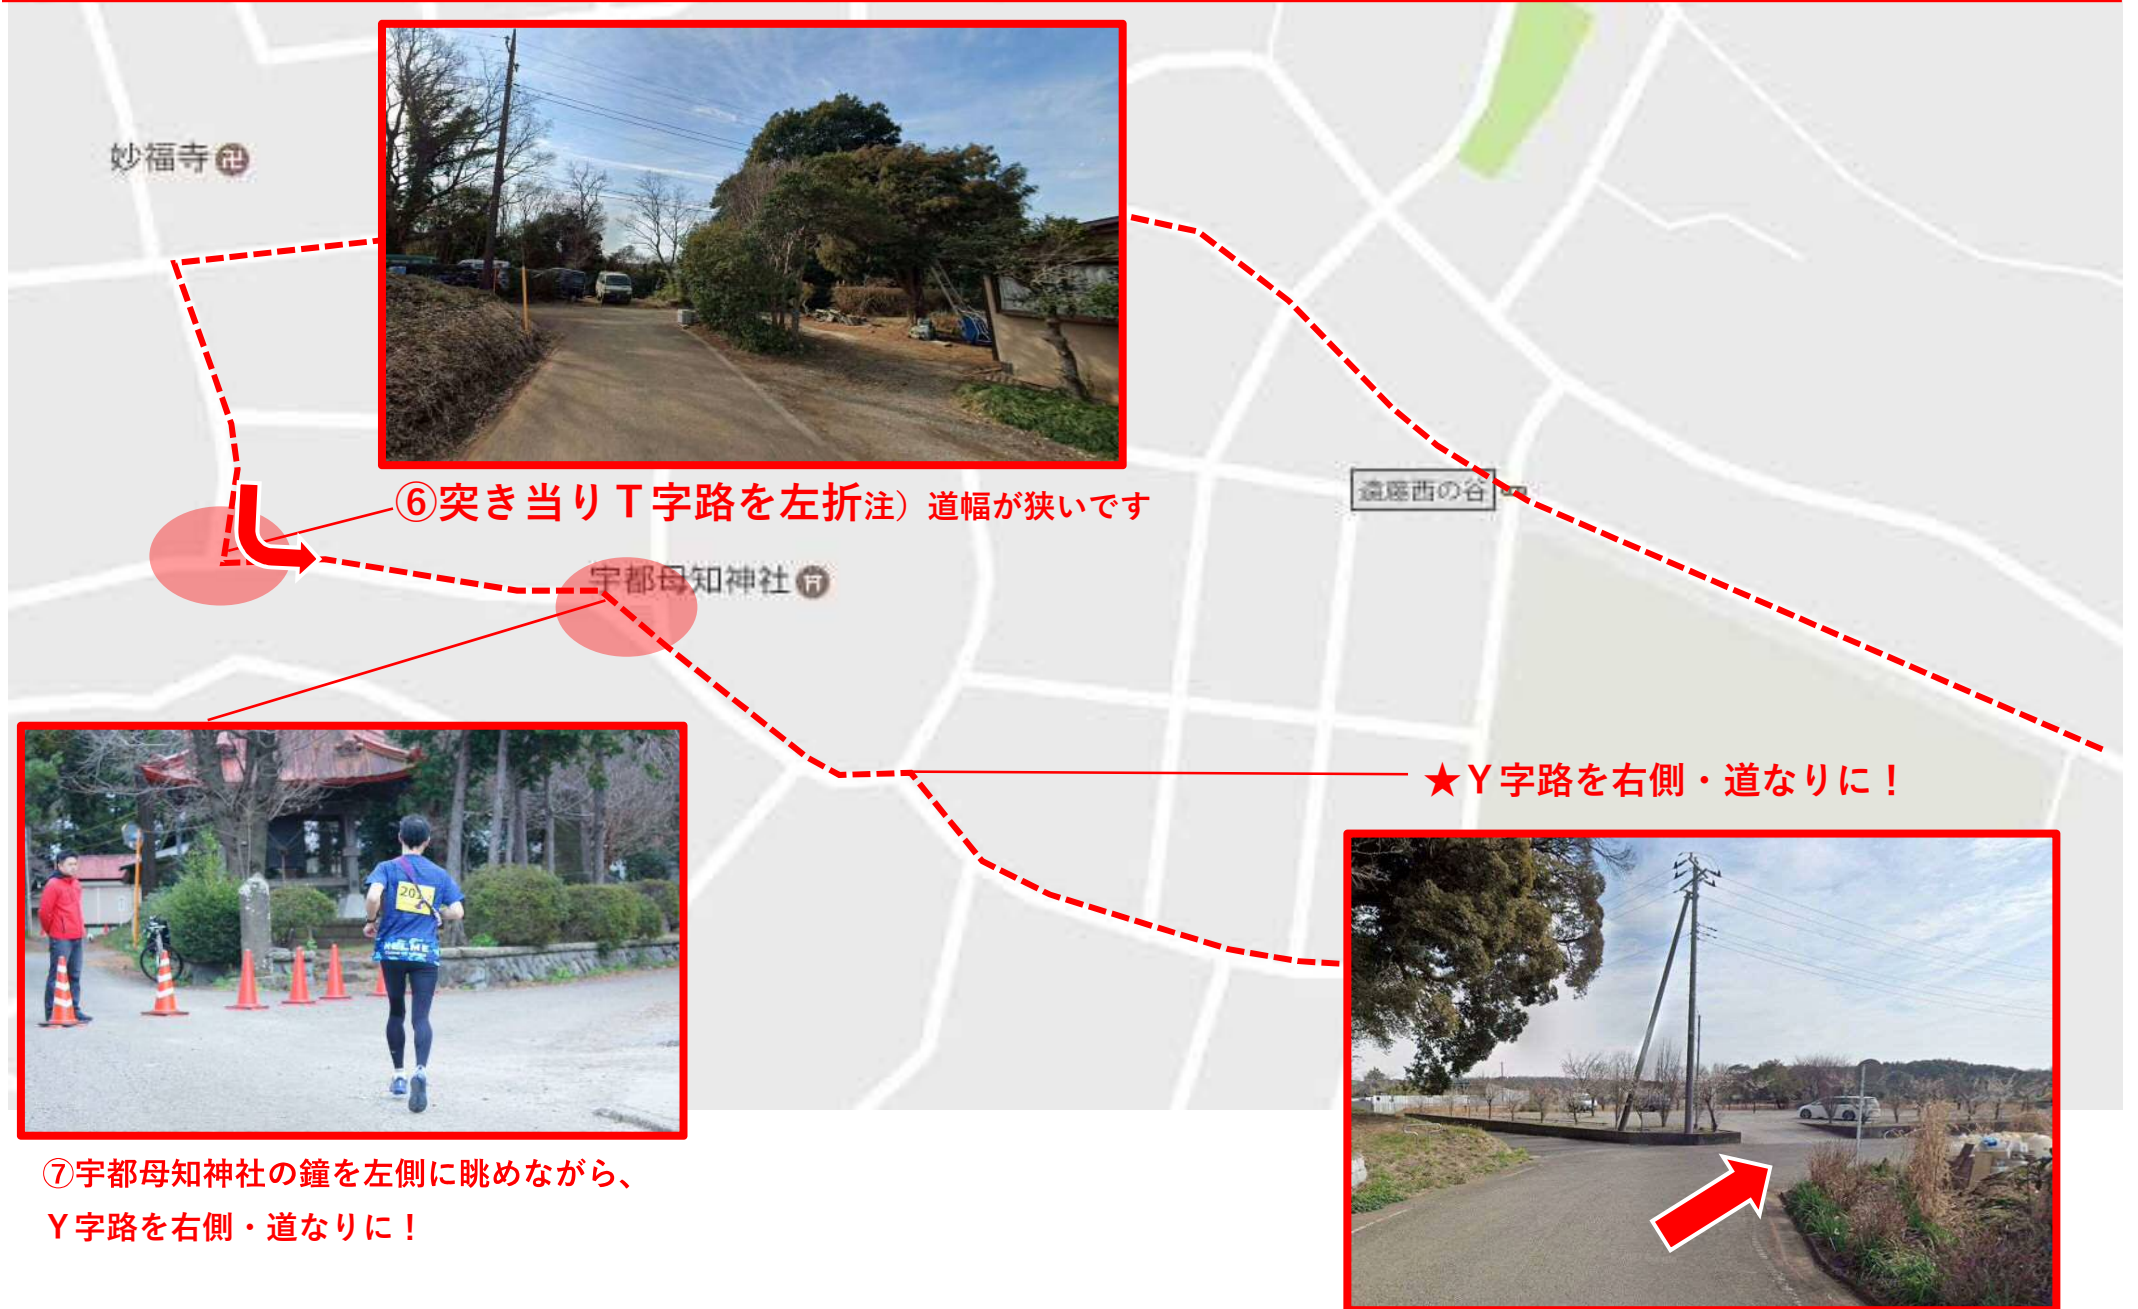 妙福寺
⑥突き当りT字路を左折注）道幅が狭いです
遠藤西の谷
宇都母知神社
★Y字路を右側・道なりに！
⑦宇都母知神社の鐘を左側に眺めながら、
Y字路を右側・道なりに！